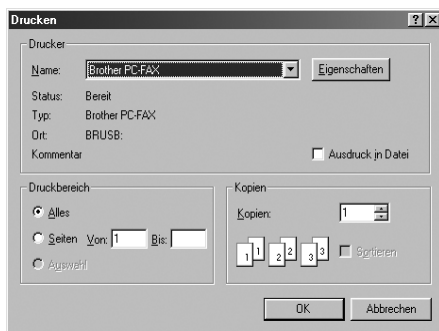 Drucken
Drucker
Name: Brother PC-FAX Eigenschaften
Status: Bereit
Typ: Brother PC-FAX
Ort: BRUSB:
Kommentar Ausdruck in Datei
Druckbereich
Alles
Seiten Von: 1 Bis:
Auswahl
Kopien
Kopien: 1
1 1 2 2 3 3 Sortieren
OK Abbrechen